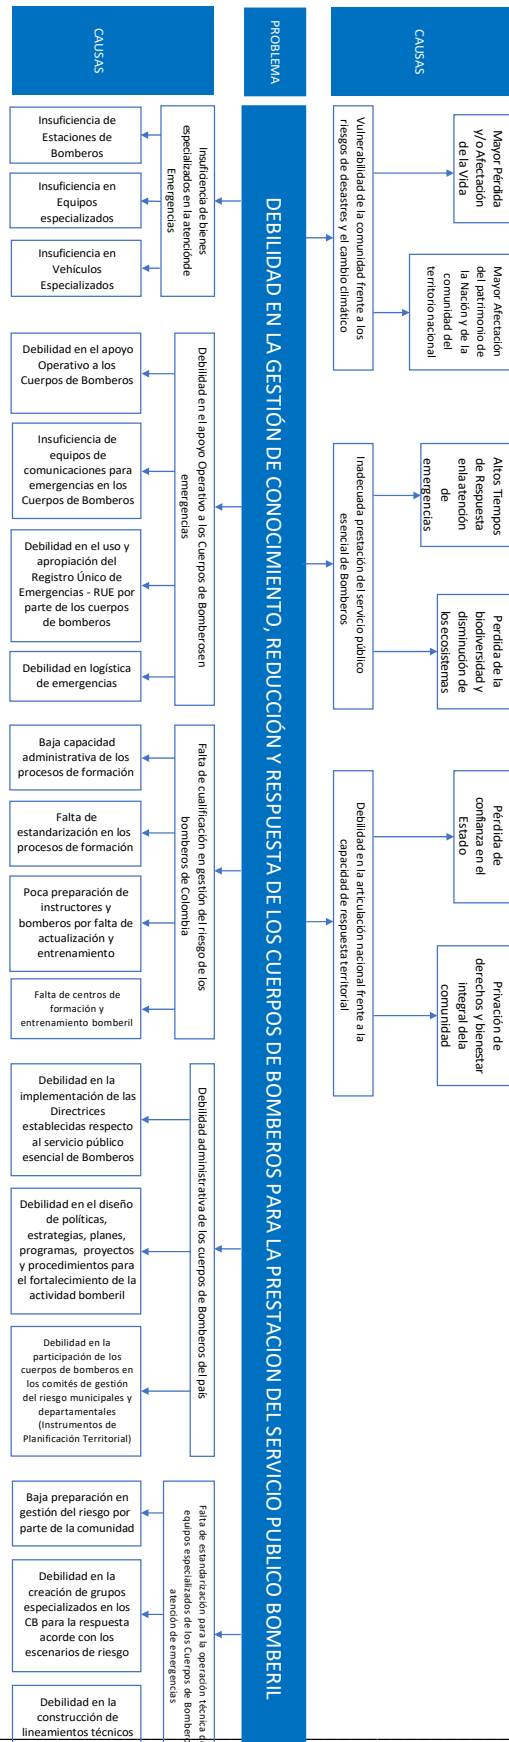 CAUSAS
PROBLEMA
CAUSAS
Mayor Pérdida
y/o Afectación
de la Vida
Mayor Afectación
del patrimonio de
la Nación y de la
comunidad del
territorio nacional
Altos Tiempos
de Respuesta
enla atención
de
emergencias
Perdida de la
biodiversidad y
disminución de
los ecosistemas
Pérdida de
confianza en el
Estado
Privación de
derechos y bienestar
integral dela
comunidad
Vulnerabilidad de la comunidad frente a los
riesgos de desastres y el cambio climático
Inadecuada prestación del servicio público
esencial de Bomberos
Debilidad en la articulación nacional frente a la
capacidad de respuesta territorial
DEBILIDAD EN LA GESTIÓN DE CONOCIMIENTO, REDUCCIÓN Y RESPUESTA DE LOS CUERPOS DE BOMBEROS PARA LA PRESTACION DEL SERVICIO PUBLICO BOMBERIL
Insuficiencia de bienes
especializados en la atenciónde
Emergencias
Insuficiencia de
Estaciones de
Bomberos
Insuficiencia en
Equipos
especializados
Insuficiencia en
Vehículos
Especializados
Debilidad en el apoyo Operativo a los Cuerpos de Bomberosen
emergencias
Debilidad en el apoyo
Operativo a los
Cuerpos de Bomberos
Insuficiencia de
equipos de
comunicaciones para
emergencias en los
Cuerpos de Bomberos
Debilidad en el uso y
apropiación del
Registro Único de
Emergencias - RUE por
parte de los cuerpos
de bomberos
Debilidad en logística
de emergencias
Falta de cualificación en gestión del riesgo de los
bomberos de Colombia
Baja capacidad
administrativa de los
procesos de formación
Falta de
estandarización en los
procesos de formación
Poca preparación de
instructores y
bomberos por falta de
actualización y
entrenamiento
Falta de centros de
formación y
entrenamiento bomberil
Debilidad administrativa de los cuerpos de Bomberos del país
Debilidad en la
implementación de las
Directrices
establecidas respecto
al servicio público
esencial de Bomberos
Debilidad en el diseño
de políticas,
estrategias, planes,
programas, proyectos
y procedimientos para
el fortalecimiento de la
actividad bomberil
Debilidad en la
participación de los
cuerpos de bomberos en
los comités de gestión
del riesgo municipales y
departamentales
(Instrumentos de
Planificación Territorial)
Falta de estandarización para la operación técnica
equipos especializados de los Cuerpos de
atención de emergencias
Baja preparación en
gestión del riesgo por
parte de la comunidad
Debilidad en la
creación de grupos
especializados en los
CB para la respuesta
acorde con los
escenarios de riesgo
Debilidad en la
construcción de
lineamientos técnicos